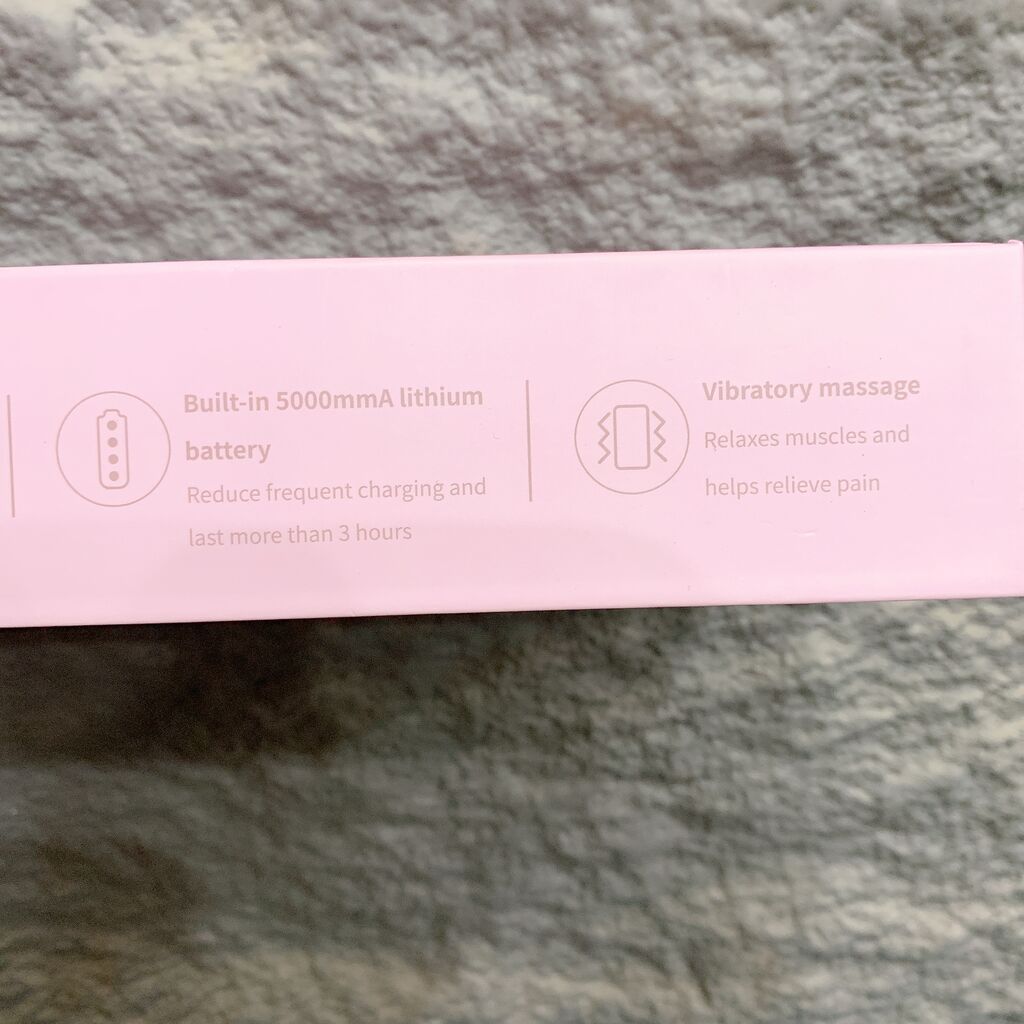 Built-in 5000mmA lithium
battery
Reduce frequent charging and
last more than 3 hours
Vibratory massage
Relaxes muscles and
helps relieve pain